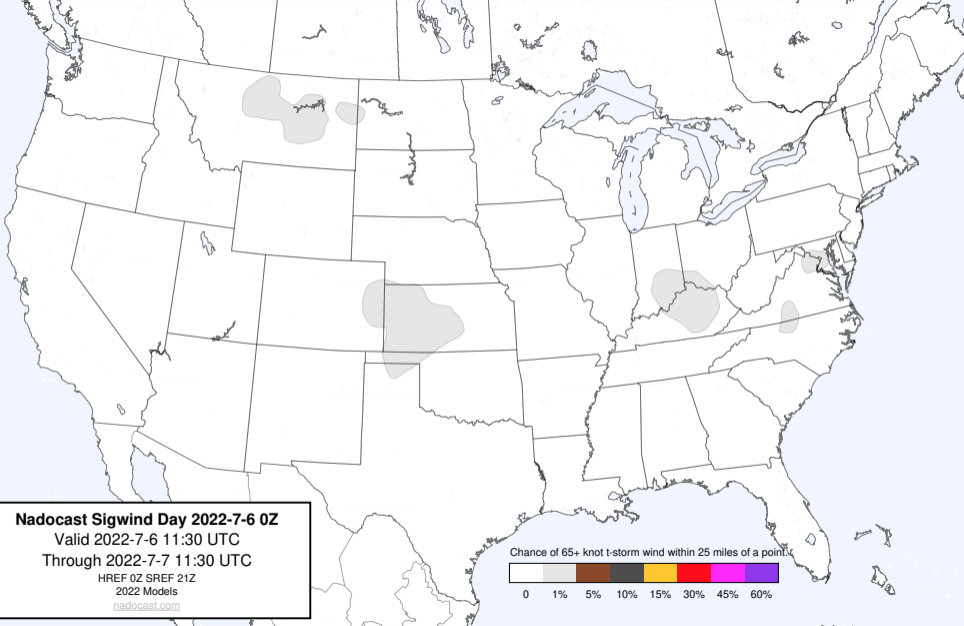 Nadocast Sigwind Day 2022-7-6 0Z
Valid 2022-7-6 11:30 UTC
Through 2022-7-7 11:30 UTC
HREF 0Z SREF 21Z
2022 Models
nadocast.com
Chance of 65+ knot t-storm wind within 25 miles of a point.
0 1% 5% 10% 15% 30% 45% 60%